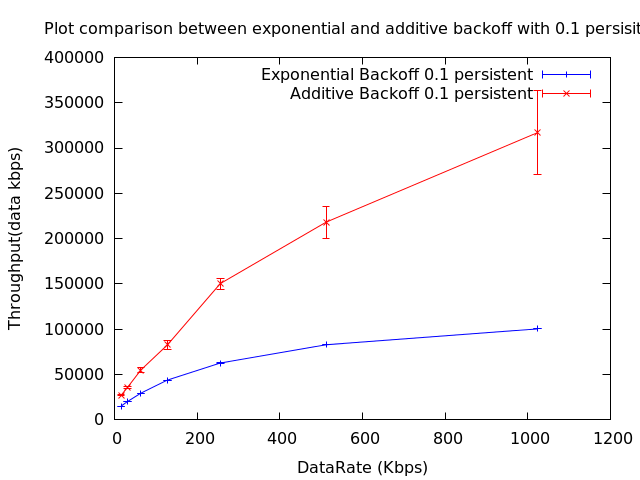 Plot comparison between exponential and additive backoff with 0.1 persisit
400000
350000
300000
250000
200000
150000
100000
50000
0
Throughput(data kbps)
Exponential Backoff 0.1 persistent
Additive Backoff 0.1 persistent
0 200 400 600 800 1000 1200
DataRate (Kbps)